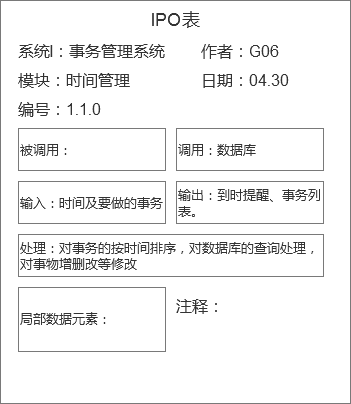 IPO表
系统I：事务管理系统 作者：G06
模块：时间管理 日期：04.30
编号：1.1.0
被调用：
调用：数据库
输入：时间及要做的事务
输出：到时提醒、事务列
表。
处理：对事务的按时间排序，对数据库的查询处理，
对事物增删改等修改
局部数据元素：
注释：